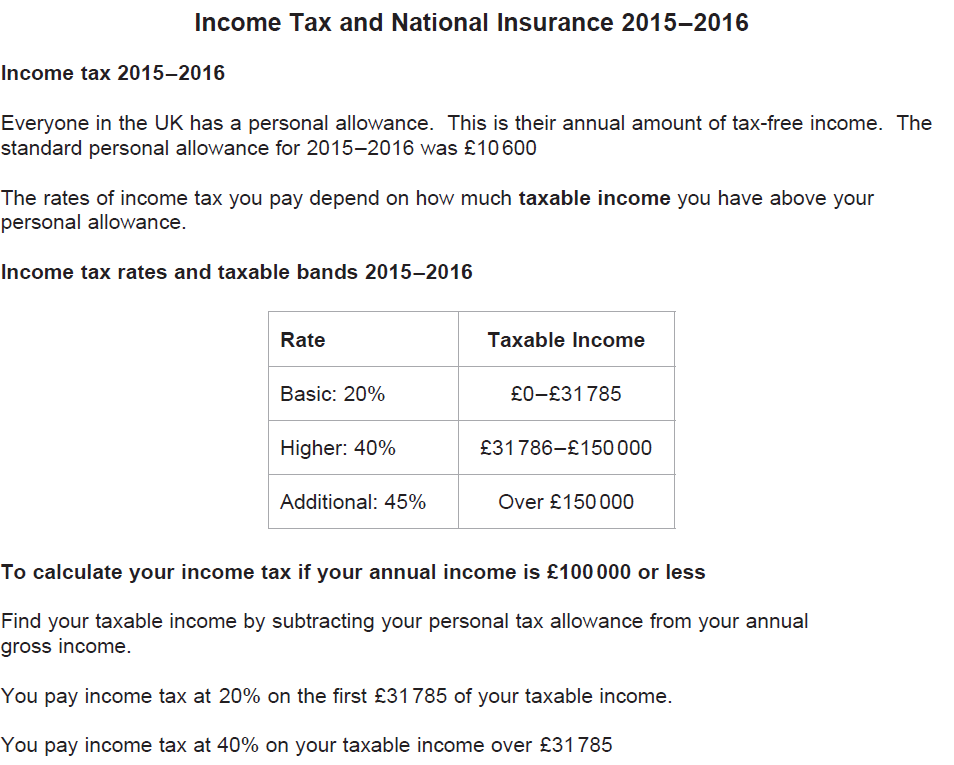 Income Tax and National Insurance 2015–2016
Income tax 2015–2016
Everyone in the UK has a personal allowance.  This is their annual amount of tax-free income.  The
standard personal allowance for 2015–2016 was £10 600
The rates of income tax you pay depend on how much taxable income you have above your
personal allowance.
Income tax rates and taxable bands 2015–2016
Rate Taxable Income
Basic: 20% £0–£31 785
Higher: 40% £31 786–£150 000
Additional: 45% Over £150 000
To calculate your income tax if your annual income is £100 000 or less
Find your taxable income by subtracting your personal tax allowance from your annual
gross income.
You pay income tax at 20% on the first £31 785 of your taxable income.
You pay income tax at 40% on your taxable income over £31 785